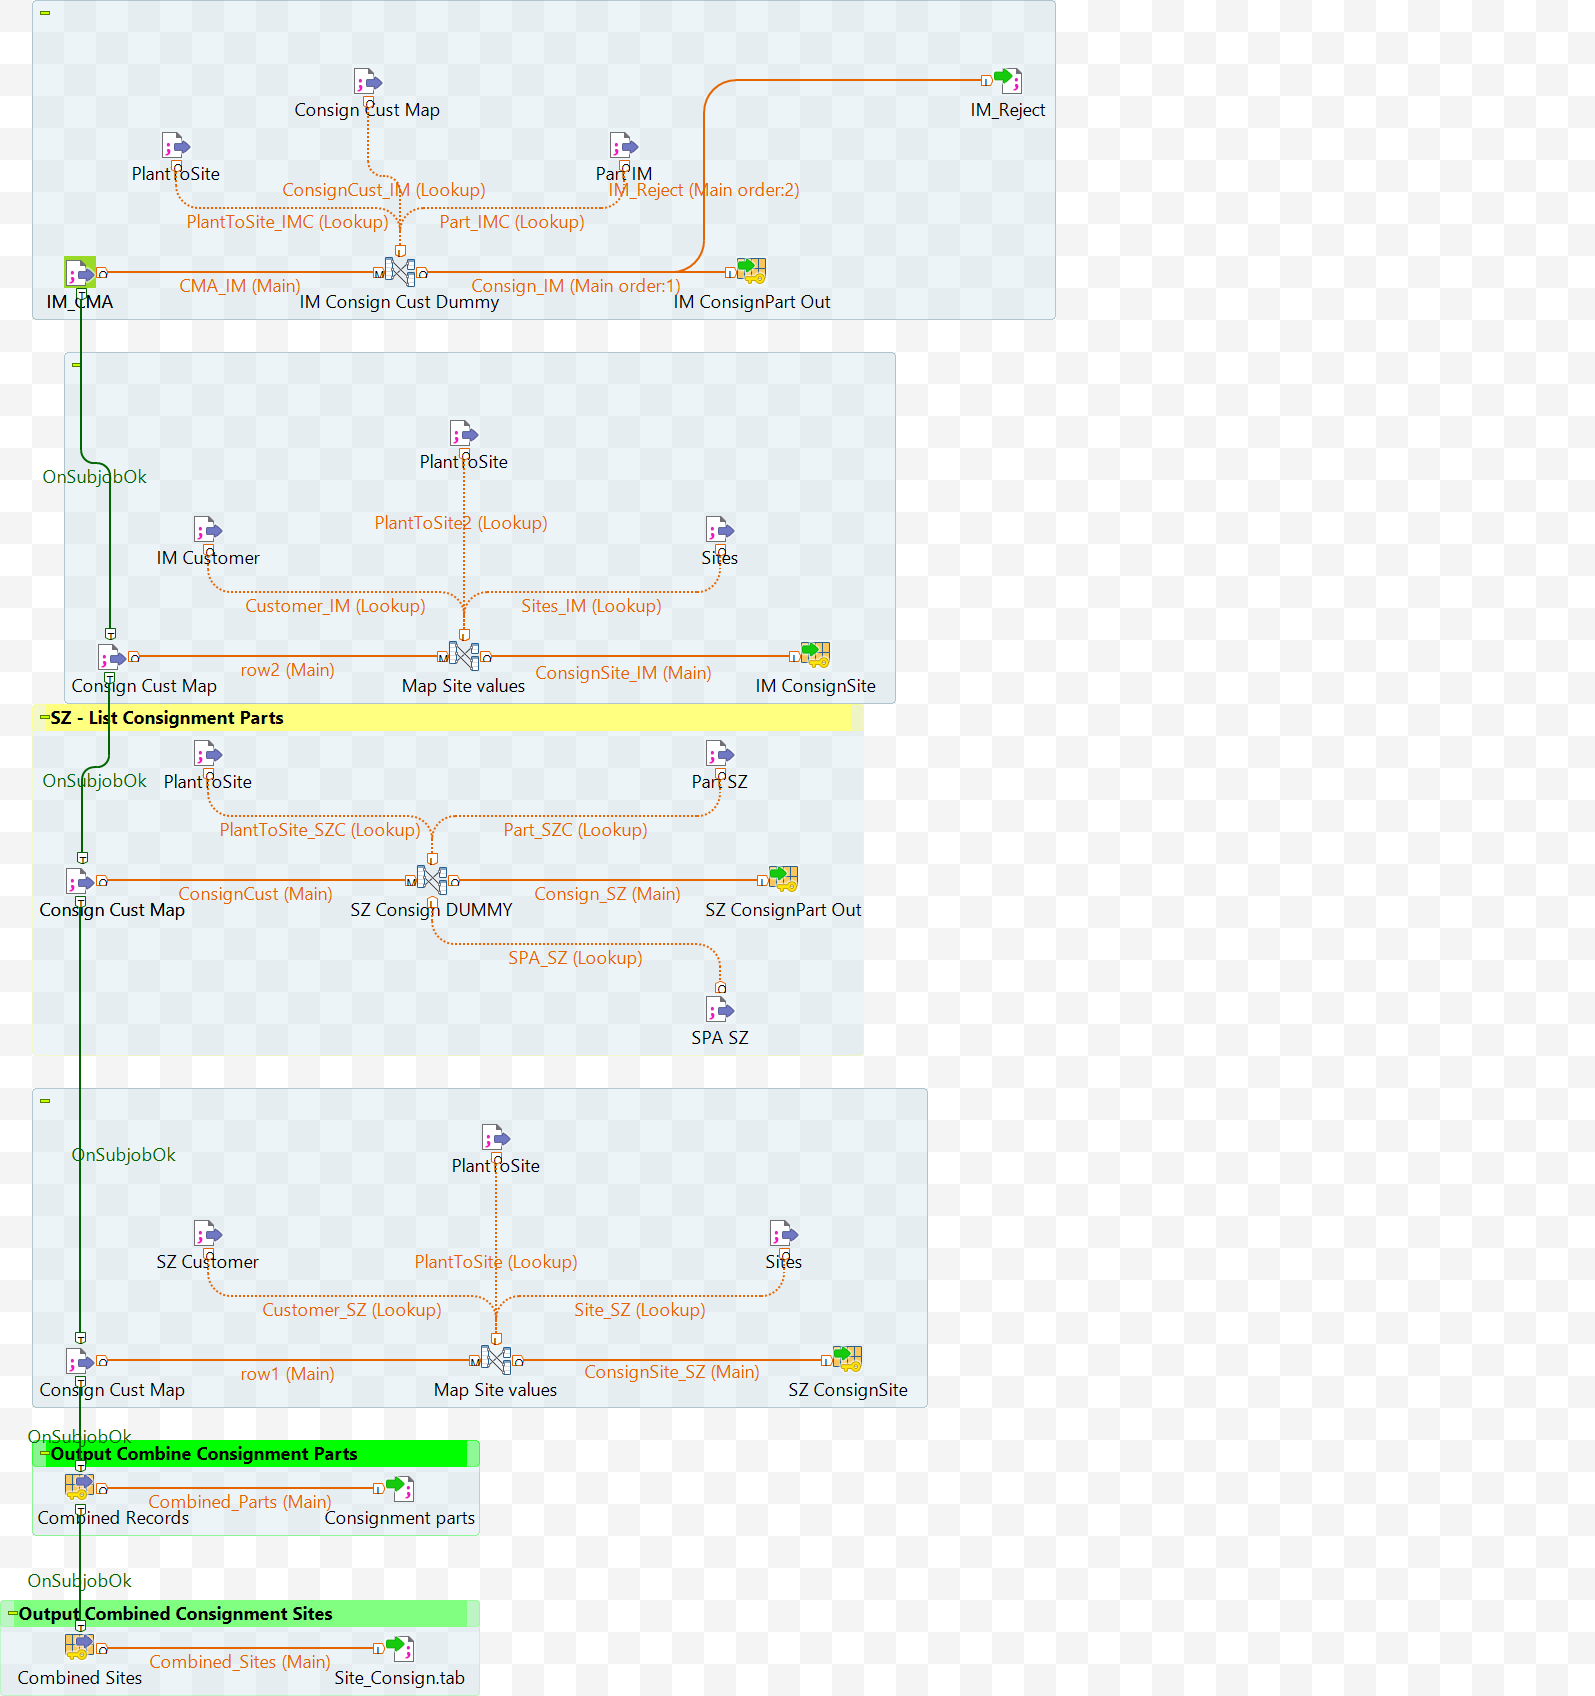 Consign Cust Map
IM_Reject
PlantToSite
Part IM
ConsignCust_IM (Lookup)
IM_Reject (Main order:2)
PlantToSite_IMC (Lookup)
Part_IMC (Lookup)
CMA_IM (Main)
Consign_IM (Main order:1)
IM_CMA
IM Consign Cust Dummy
IM ConsignPart Out
PlantToSite
OnSubjobOk
PlantToSite2 (Lookup)
IM Customer
Sites
Customer_IM (Lookup)
Sites_IM (Lookup)
row2 (Main)
ConsignSite_IM (Main)
Consign Cust Map
Map Site values
IM ConsignSite
SZ - List Consignment Parts
OnSubjobOk
PlantToSite
Part SZ
PlantToSite_SZC (Lookup)
Part_SZC (Lookup)
ConsignCust (Main)
Consign_SZ (Main)
Consign Cust Map
SZ Consign DUMMY
SZ ConsignPart Out
SPA_SZ (Lookup)
SPA SZ
OnSubjobOk
PlantToSite
SZ Customer
PlantToSite (Lookup)
Sites
Customer_SZ (Lookup)
Site_SZ (Lookup)
row1 (Main)
ConsignSite_SZ (Main)
Consign Cust Map
Map Site values
SZ ConsignSite
OnSubjobOk
Output Combine Consignment Parts
Combined_Parts (Main)
Combined Records
Consignment parts
OnSubjobOk
Output Combined Consignment Sites
Combined_Sites (Main)
Combined Sites
Site_Consign.tab